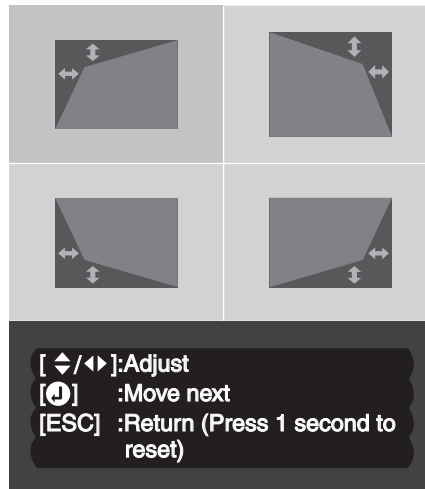 [ ⬍/⬌ ]:Adjust
[↵] :Move next
[ESC] :Return (Press 1 second to
reset)